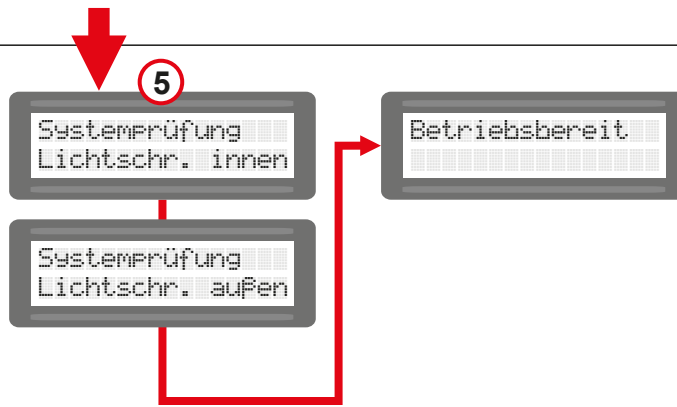 5
Systemprüfung
Lichtschr. innen
Systemprüfung
Lichtschr. außen
Betriebsbereit